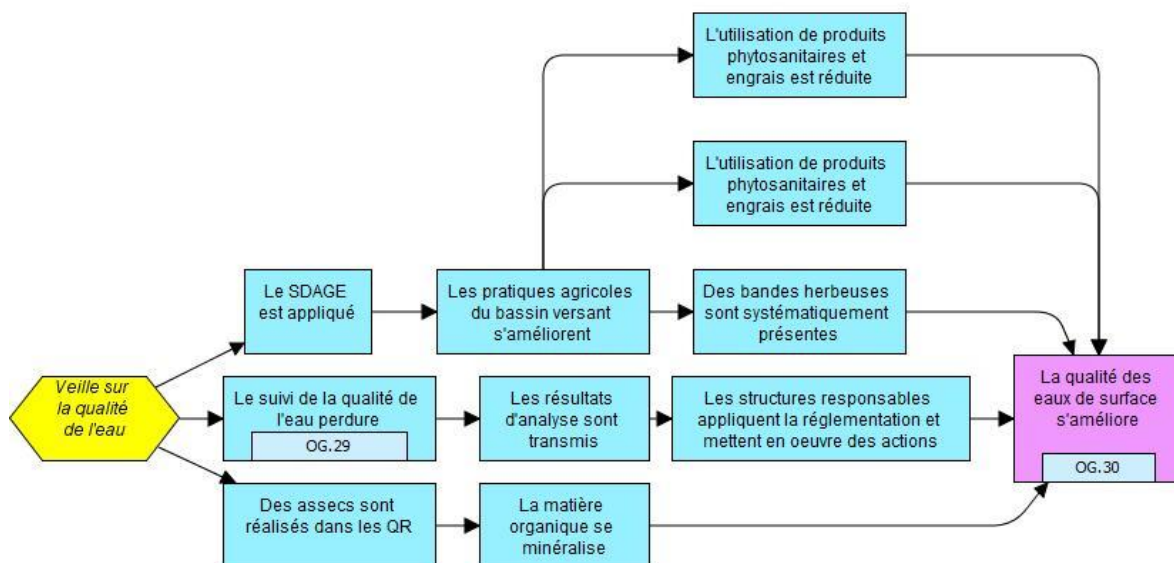 L'utilisation de produits
phytosanitaires et
engrais est réduite
L'utilisation de produits
phytosanitaires et
engrais est réduite
Le SDAGE
est appliqué
Les pratiques agricoles
du bassin versant
s'améliorent
Des bandes herbeuses
sont systématiquement
présentes
Veille sur
la qualité
de l'eau
Le suivi de la qualité de
l'eau perdure
OG.29
Les résultats
d'analyse sont
transmis
Les structures responsables
appliquent la réglementation et
mettent en oeuvre des actions
La qualité des
eaux de surface
s'améliore
OG.30
Des assecs sont
réalisés dans les QR
La matière
organique se
minéralise